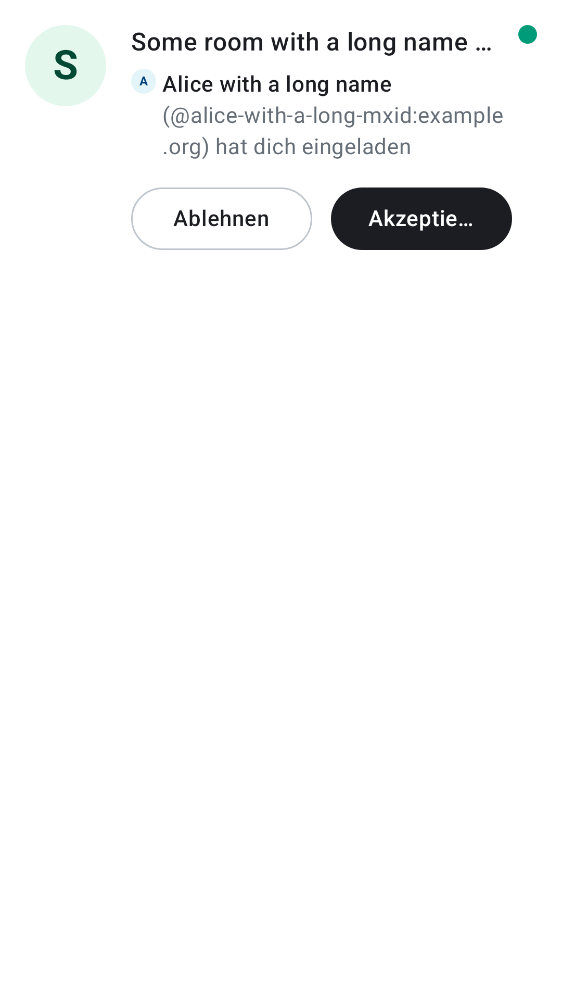 S
Some room with a long name …
A
Alice with a long name
(@alice-with-a-long-mxid:example
.org) hat dich eingeladen
Ablehnen
Akzeptie…